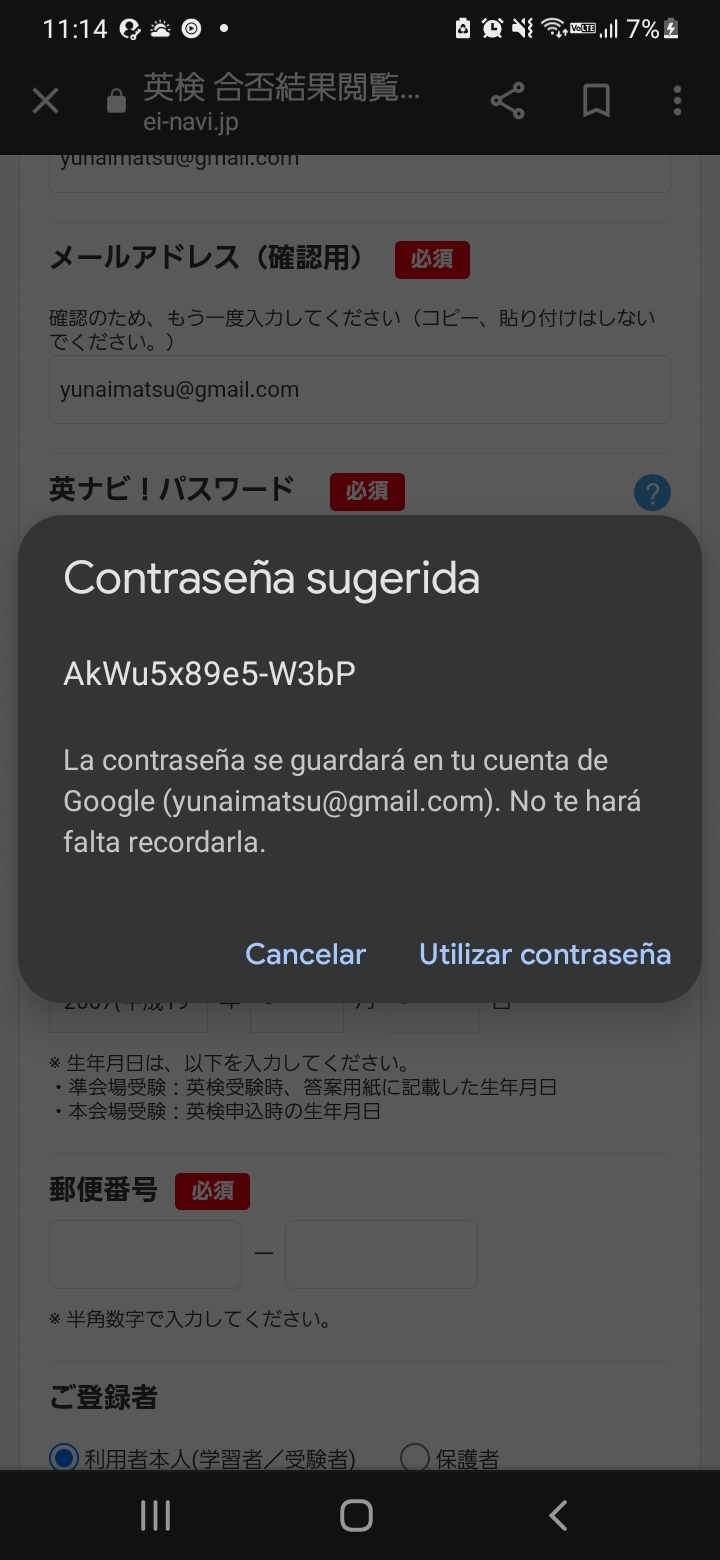 11:14
VoLTE 7%
英検 合否結果閲覧...
ei-navi.jp
yunaimatsu@gmail.com
メールアドレス（確認用） 必須
確認のため、もう一度入力してください（コピー、貼り付けはしない
でください。）
yunaimatsu@gmail.com
英ナビ！パスワード 必須 ?
Contraseña sugerida
AkWu5x89e5-W3bP
La contraseña se guardará en tu cuenta de
Google (yunaimatsu@gmail.com). No te hará
falta recordarla.
Cancelar Utilizar contraseña
2007(平成19 年 月 日
※ 生年月日は、以下を入力してください。
・準会場受験：英検受験時、答案用紙に記載した生年月日
・本会場受験：英検申込時の生年月日
郵便番号 必須
—
※ 半角数字で入力してください。
ご登録者
利用者本人(学習者／受験者) 保護者